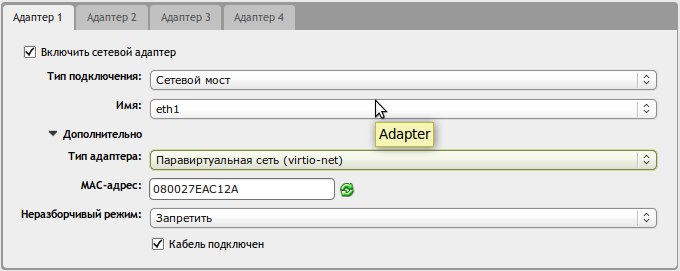 Адаптер 1 Адаптер 2 Адаптер 3 Адаптер 4
Включить сетевой адаптер
Тип подключения: Сетевой мост
Имя: eth1
Adapter
Дополнительно
Тип адаптера: Паравиртуальная сеть (virtio-net)
MAC-адрес: 080027EAC12A
Неразборчивый режим: Запретить
Кабель подключен